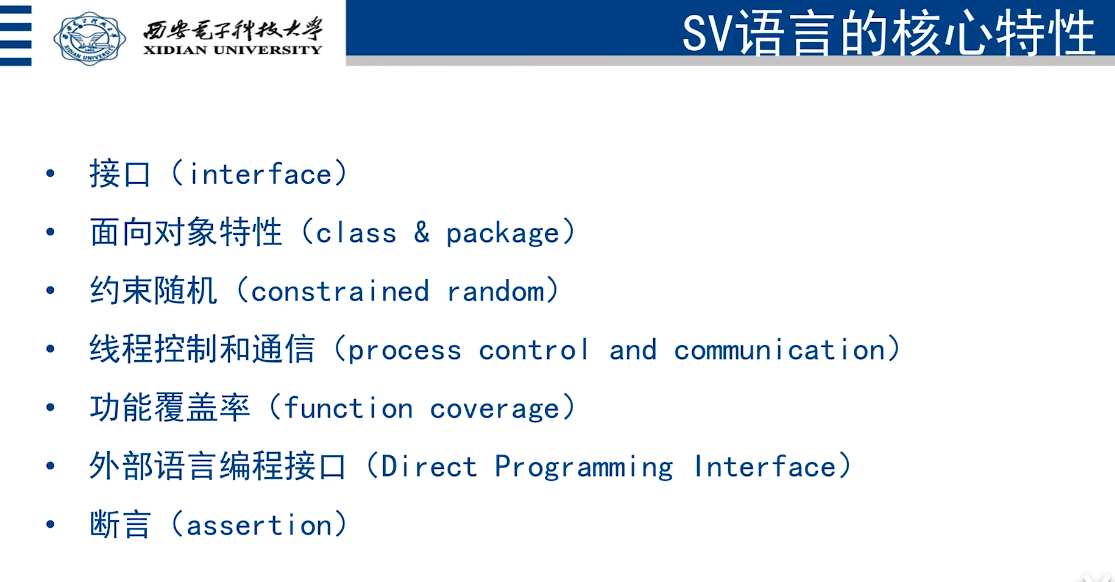 西安电子科技大学
XIDIAN UNIVERSITY
SV语言的核心特性
• 接口（interface）
• 面向对象特性（class & package）
• 约束随机（constrained random）
• 线程控制和通信（process control and communication）
• 功能覆盖率（function coverage）
• 外部语言编程接口（Direct Programming Interface）
• 断言（assertion）